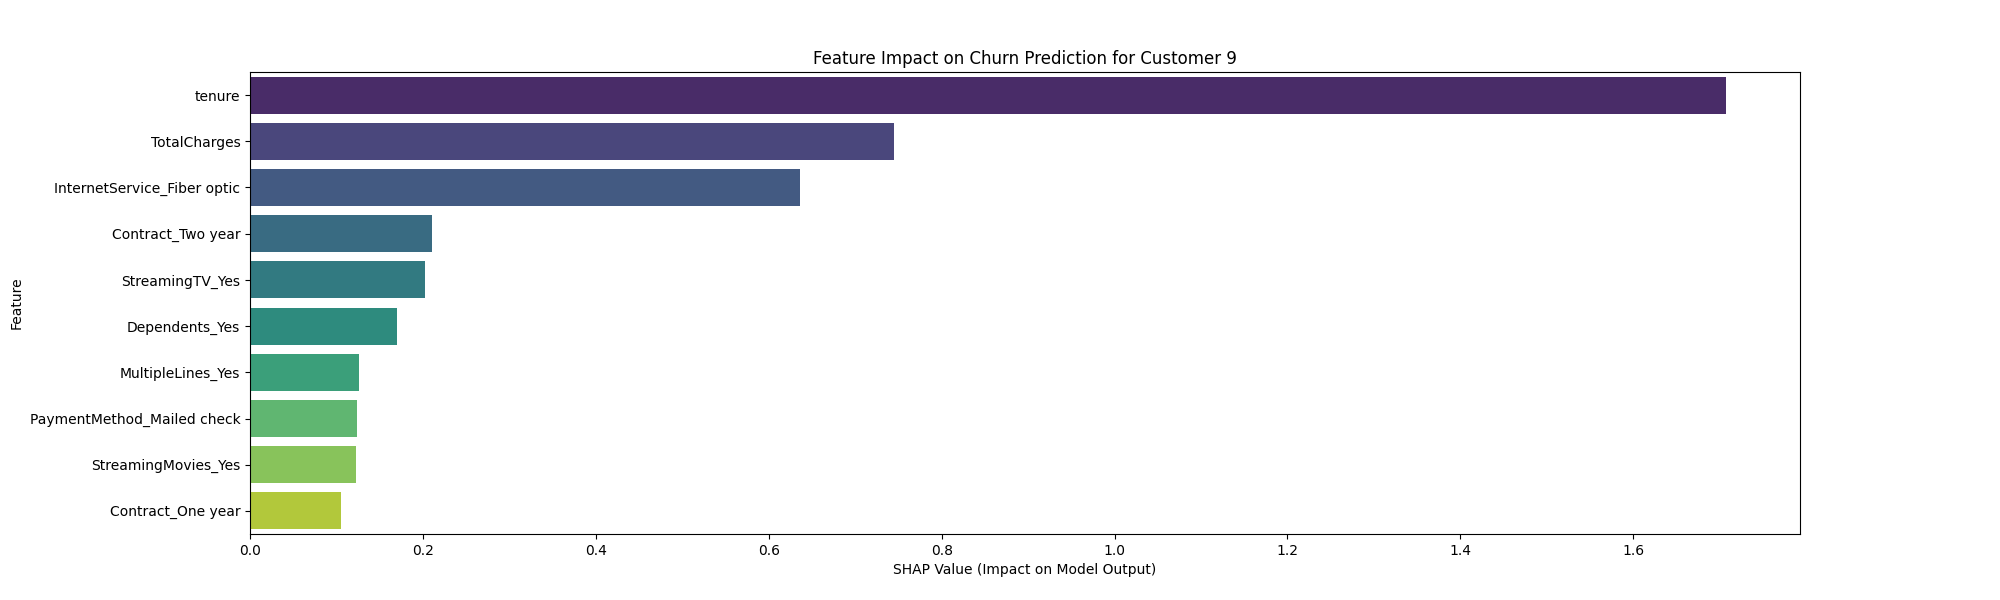 Feature Impact on Churn Prediction for Customer 9
Feature
tenure
TotalCharges
InternetService_Fiber optic
Contract_Two year
StreamingTV_Yes
Dependents_Yes
MultipleLines_Yes
PaymentMethod_Mailed check
StreamingMovies_Yes
Contract_One year
0.0 0.2 0.4 0.6 0.8 1.0 1.2 1.4 1.6
SHAP Value (Impact on Model Output)